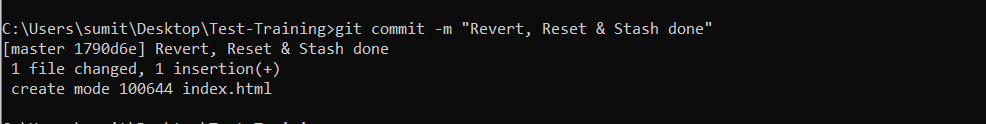 C:\Users\sumit\Desktop\Test-Training>git commit -m "Revert, Reset & Stash done"
[master 1790d6e] Revert, Reset & Stash done
 1 file changed, 1 insertion(+)
 create mode 100644 index.html